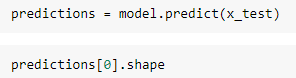 predictions = model.predict(x_test)
predictions[0].shape